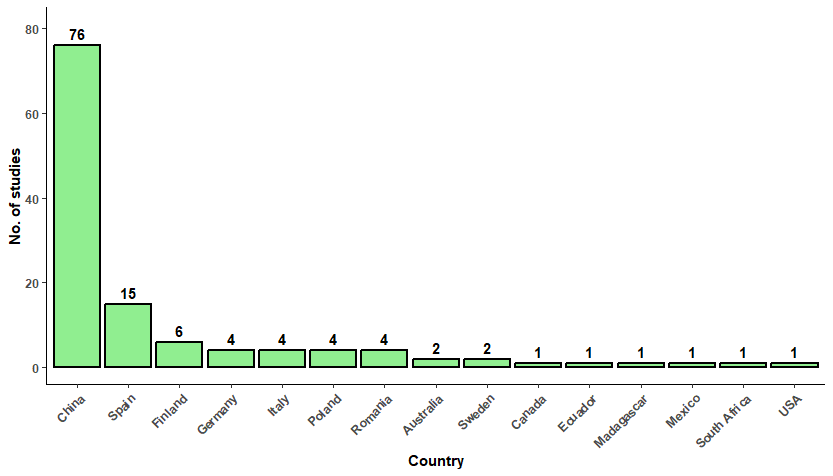 No. of studies
80
60
40
20
0
76
15
6
4
4
4
4
2
2
1
1
1
1
1
1
China
Spain
Finland
Germany
Italy
Poland
Romania
Australia
Sweden
Canada
Ecuador
Madagascar
Mexico
South Africa
USA
Country